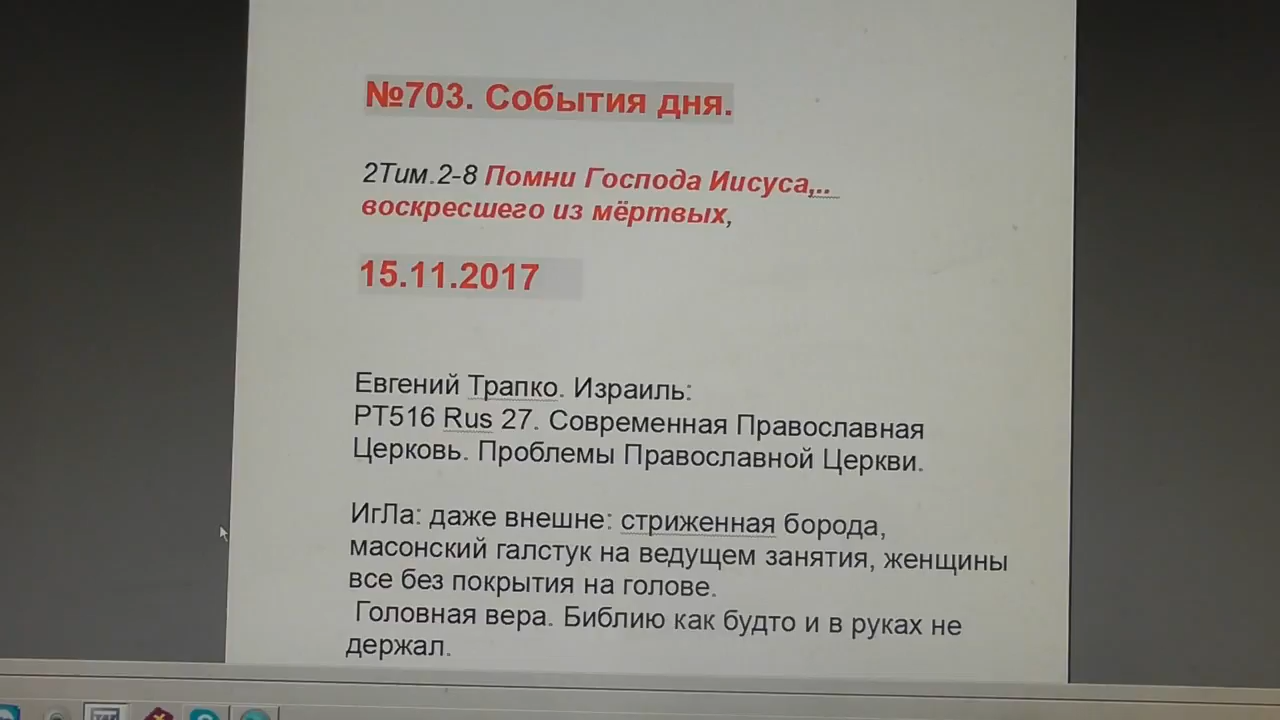 №703. События дня.
2Тим.2-8 Помни Господа Иисуса,..
воскресшего из мёртвых,
15.11.2017
Евгений Трапко. Израиль:
РТ516 Rus 27. Современная Православная
Церковь. Проблемы Православной Церкви.
ИгЛа: даже внешне: стриженная борода,
масонский галстук на ведущем занятия, женщины
все без покрытия на голове.
Головная вера. Библию как будто и в руках не
держал.